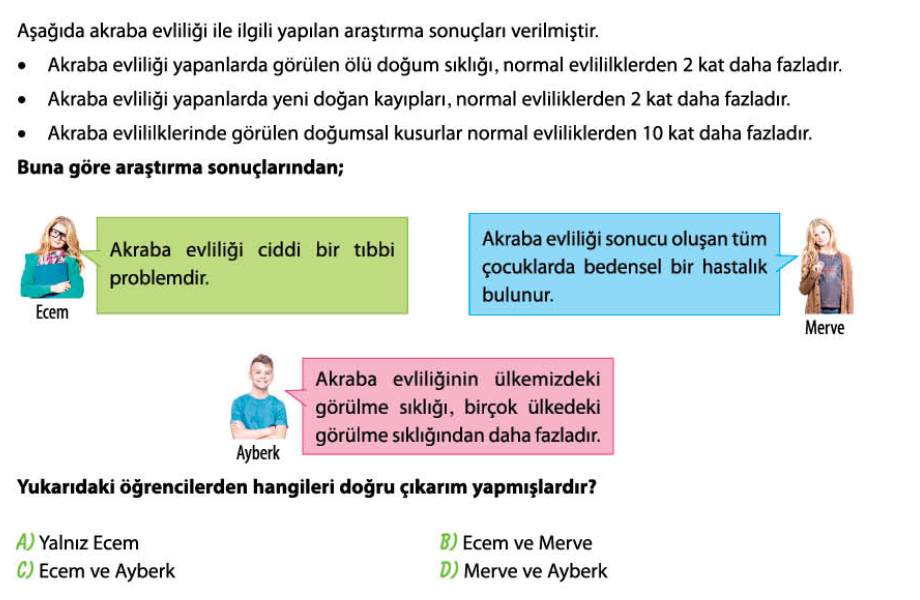 Aşağıda akraba evliliği ile ilgili yapılan araştırma sonuçları verilmiştir.
• Akraba evliliği yapanlarda görülen ölü doğum sıklığı, normal evlililklerden 2 kat daha fazladır.
• Akraba evliliği yapanlarda yeni doğan kayıpları, normal evliliklerden 2 kat daha fazladır.
• Akraba evlililklerinde görülen doğumsal kusurlar normal evliliklerden 10 kat daha fazladır.
Buna göre araştırma sonuçlarından;
Akraba evliliği ciddi bir tıbbi
problemdir.
Ecem
Akraba evliliği sonucu oluşan tüm
çocuklarda bedensel bir hastalık
bulunur.
Merve
Akraba evliliğinin ülkemizdeki
görülme sıklığı, birçok ülkedeki
görülme sıklığından daha fazladır.
Ayberk
Yukarıdaki öğrencilerden hangileri doğru çıkarım yapmışlardır?
A) Yalnız Ecem
B) Ecem ve Merve
C) Ecem ve Ayberk
D) Merve ve Ayberk